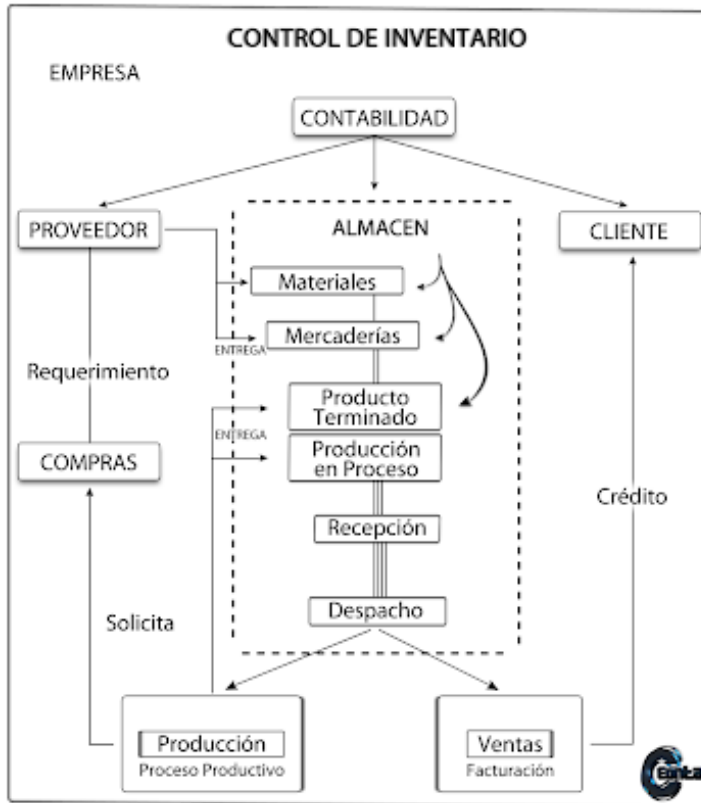 CONTROL DE INVENTARIO
EMPRESA
CONTABILIDAD
PROVEEDOR
ALMACEN
CLIENTE
Materiales
ENTREGA
Mercaderías
Requerimiento
Producto
Terminado
ENTREGA
Producción
en Proceso
COMPRAS
Crédito
Recepción
Despacho
Solicita
Producción
Proceso Productivo
Ventas
Facturación